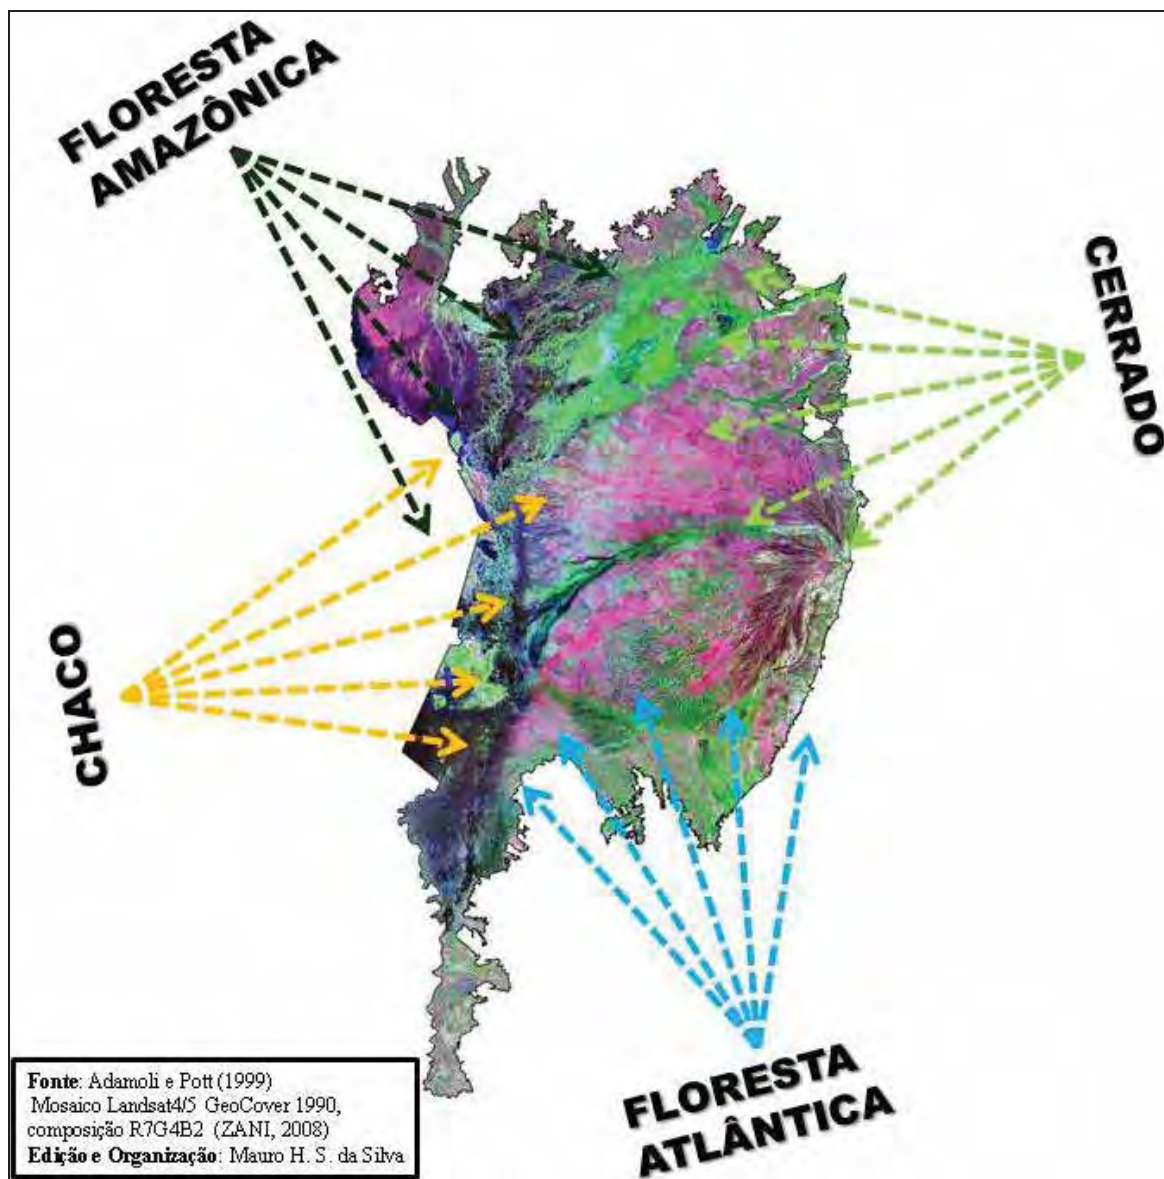 FLORESTA
AMAZÔNICA
CERRADO
CHACO
FLORESTA
ATLÂNTICA
Fonte: Adamoli e Pott (1999)
Mosaico Landsat4/5 GeoCover 1990,
composição R7G4B2 (ZANI, 2008)
Edição e Organização: Mauro H. S. da Silva